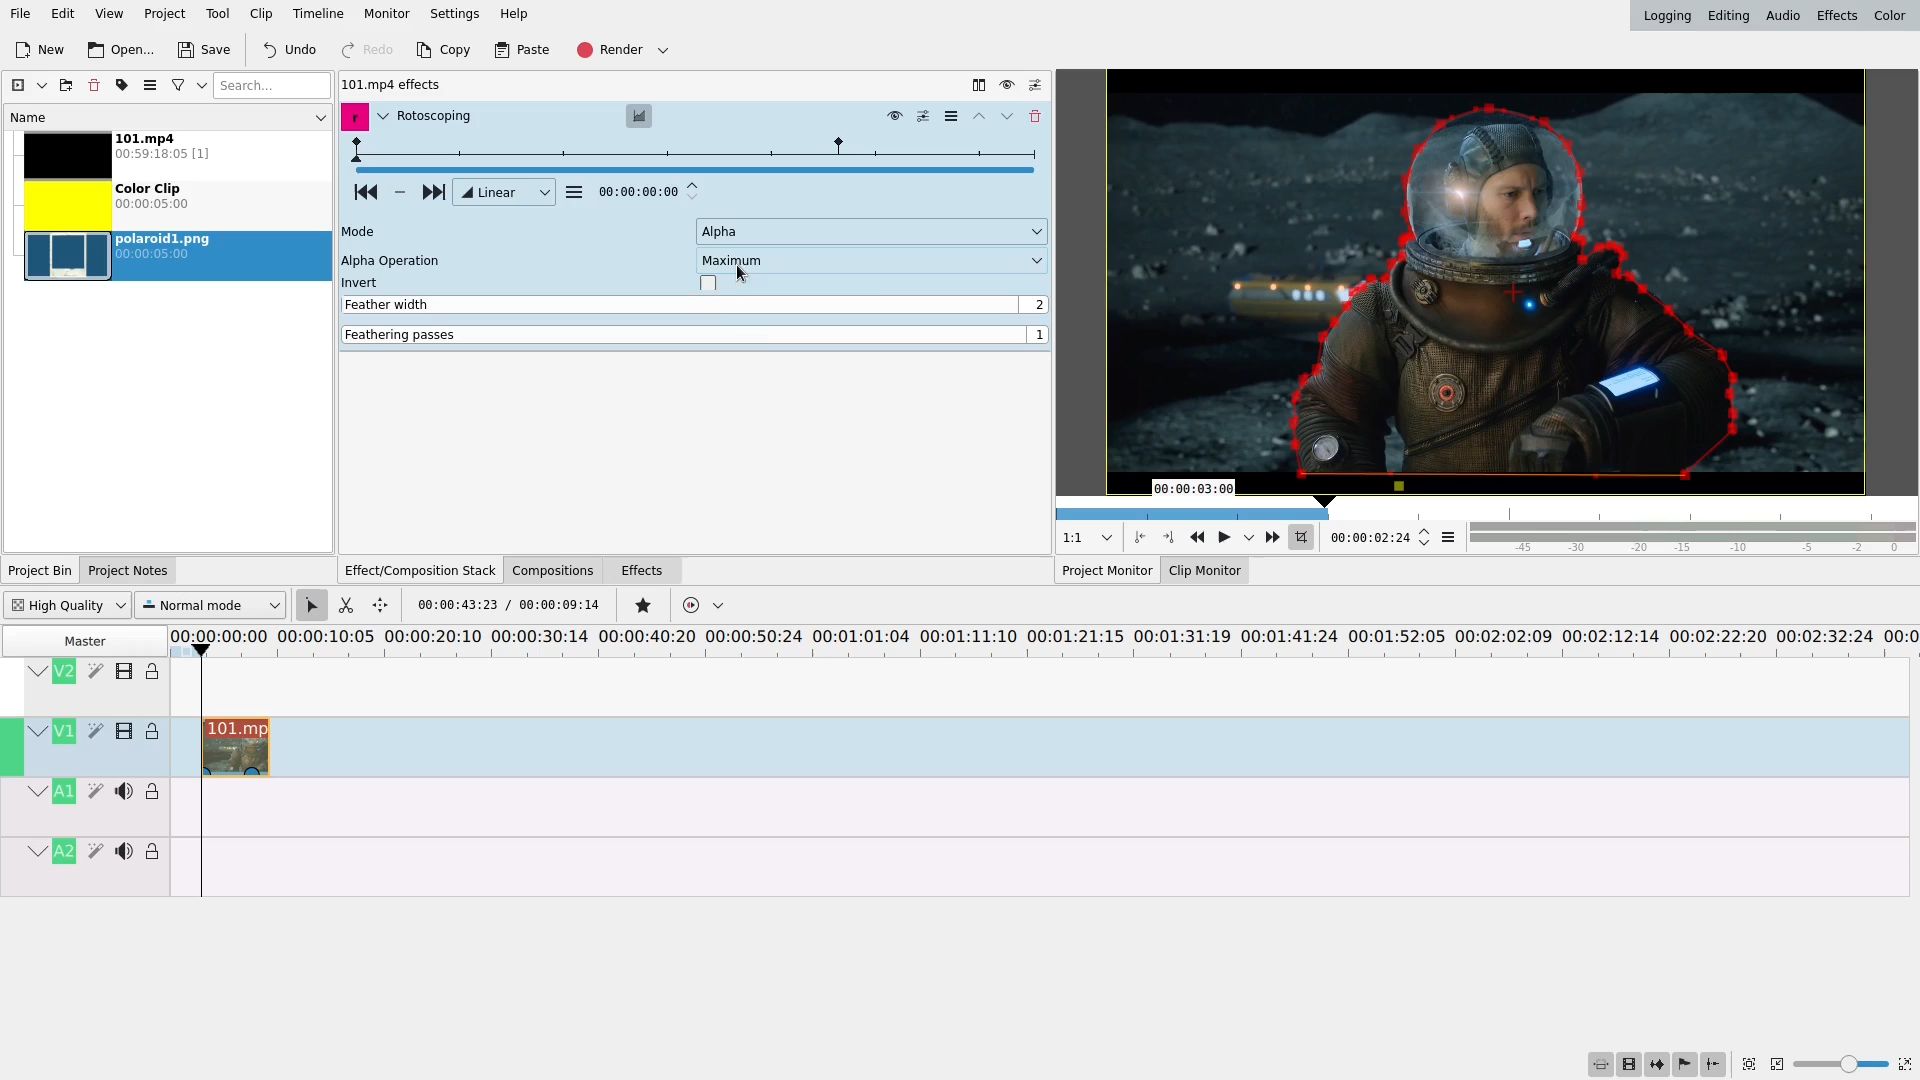 File Edit View Project Tool Clip Timeline Monitor Settings Help
Logging Editing Audio Effects Color
New Open... Save Undo Redo Copy Paste Render
Search...
101.mp4 effects
Name
r Rotoscoping
101.mp4
00:59:18:05 [1]
Color Clip
00:00:05:00
polaroid1.png
00:00:05:00
Linear 00:00:00:00
Mode Alpha
Alpha Operation Maximum
Invert
Feather width 2
Feathering passes 1
00:00:03:00
1:1 00:00:02:24
-45 -30 -20 -15 -10 -5 -2 0
Project Bin Project Notes
Effect/Composition Stack Compositions Effects
Project Monitor Clip Monitor
High Quality Normal mode 00:00:43:23 / 00:00:09:14
Master
00:00:00:00 00:00:10:05 00:00:20:10 00:00:30:14 00:00:40:20 00:00:50:24 00:01:01:04 00:01:11:10 00:01:21:15 00:01:31:19 00:01:41:24 00:01:52:05 00:02:02:09 00:02:12:14 00:02:22:20 00:02:32:24 00:0
V2
V1 101.mp
A1
A2